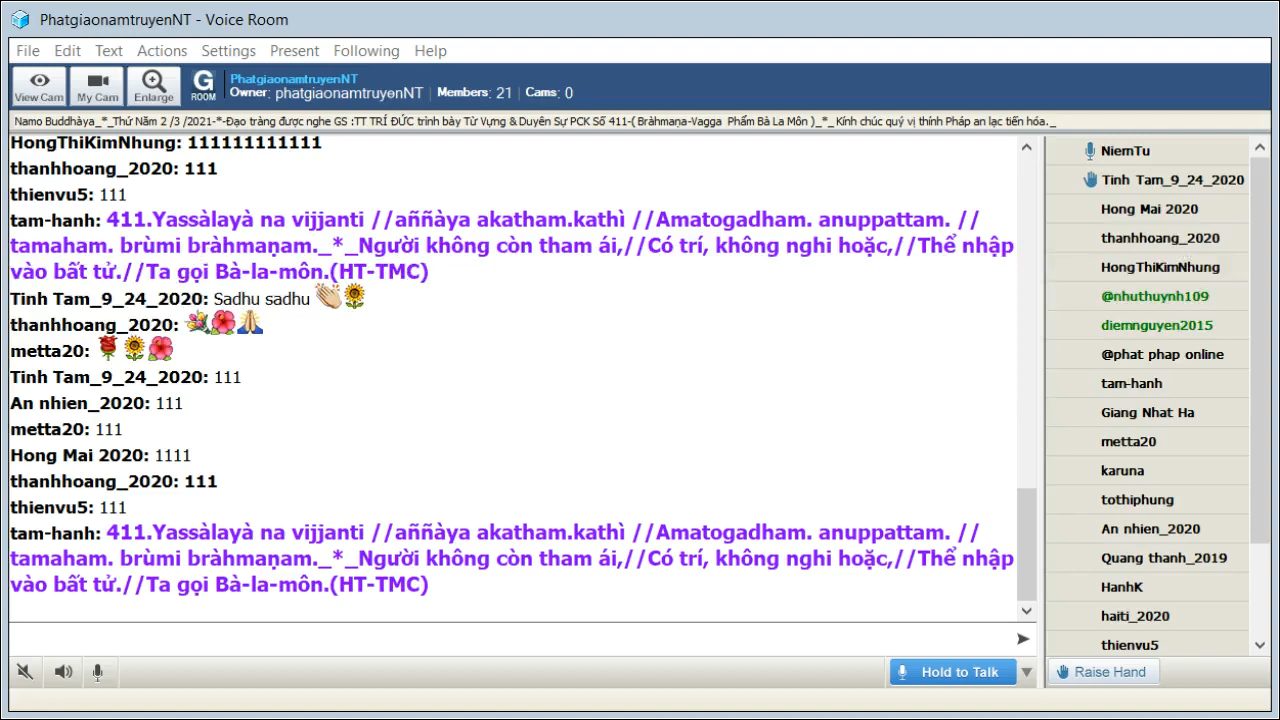 PhatgiaonamtruyenNT - Voice Room
File Edit Text Actions Settings Present Following Help
View Cam My Cam Enlarge G ROOM
PhatgiaonamtruyenNT
Owner: phatgiaonamtruyenNT | Members: 21 | Cams: 0
Namo Buddhàya_*_Thứ Năm 2 /3 /2021-*-Đạo tràng được nghe GS :TT TRÍ ĐỨC trình bày Từ Vựng & Duyên Sự PCK Số 411-( Bràhmaṇa-Vagga Phẩm Bà La Môn )_*_ Kính chúc quý vị thính Pháp an lạc tiến hóa._
HongThiKimNhung: 111111111111
thanhhoang_2020: 111
thienvu5: 111
tam-hanh: 411.Yassàlayà na vijjanti //aññàya akatham.kathì //Amatogadham. anuppattam. //
tamaham. brùmi bràhmaṇam._*_Người không còn tham ái,//Có trí, không nghi hoặc,//Thể nhập
vào bất tử.//Ta gọi Bà-la-môn.(HT-TMC)
Tinh Tam_9_24_2020: Sadhu sadhu
thanhhoang_2020:
metta20:
Tinh Tam_9_24_2020: 111
An nhien_2020: 111
metta20: 111
Hong Mai 2020: 1111
thanhhoang_2020: 111
thienvu5: 111
tam-hanh: 411.Yassàlayà na vijjanti //aññàya akatham.kathì //Amatogadham. anuppattam. //
tamaham. brùmi bràhmaṇam._*_Người không còn tham ái,//Có trí, không nghi hoặc,//Thể nhập
vào bất tử.//Ta gọi Bà-la-môn.(HT-TMC)
NiemTu
Tinh Tam_9_24_2020
Hong Mai 2020
thanhhoang_2020
HongThiKimNhung
@nhuthuynh109
diemnguyen2015
@phat phap online
tam-hanh
Giang Nhat Ha
metta20
karuna
tothiphung
An nhien_2020
Quang thanh_2019
HanhK
haiti_2020
thienvu5
Hold to Talk
Raise Hand